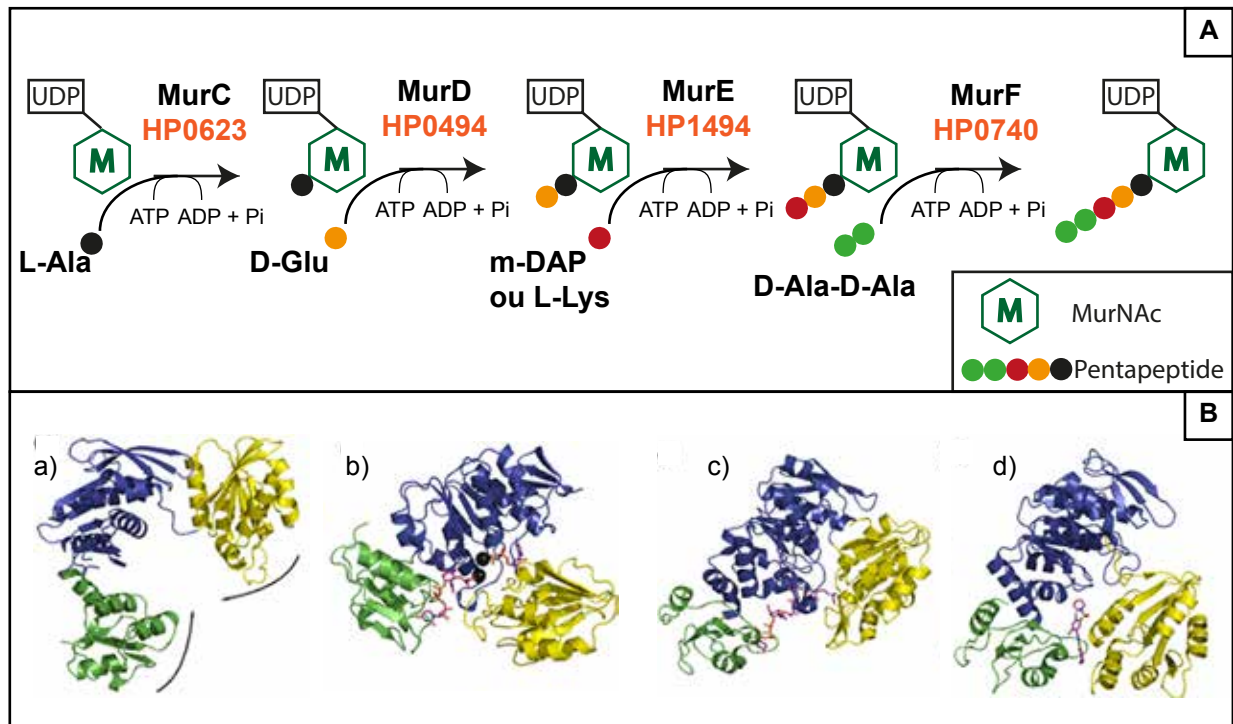 A
UDP
MurC
HP0623
M
ATP ADP + Pi
L-Ala
UDP
MurD
HP0494
M
ATP ADP + Pi
D-Glu
UDP
MurE
HP1494
M
ATP ADP + Pi
m-DAP
ou L-Lys
UDP
MurF
HP0740
M
ATP ADP + Pi
D-Ala-D-Ala
UDP
M
M MurNAc
Pentapeptide
B
a)
b)
c)
d)